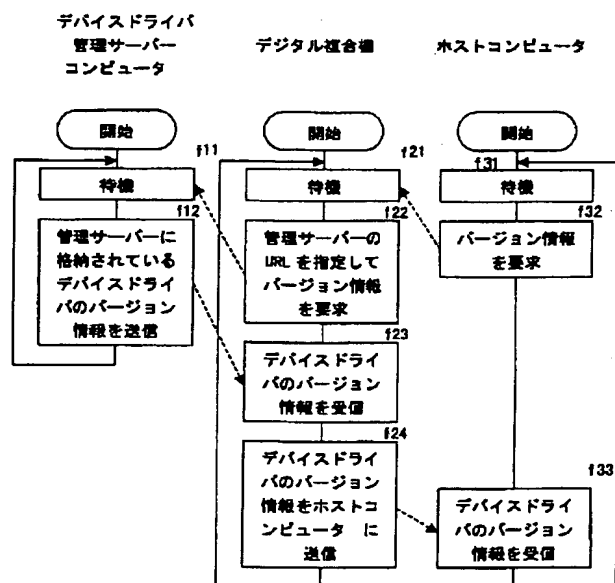 デバイスドライバ
管理サーバー
コンピュータ
デジタル複合機
ホストコンピュータ
開始
開始
開始
f11
f21
f31
待機
待機
待機
f12
f22
f32
管理サーバーに
格納されている
デバイスドライ
バのバージョン
情報を送信
管理サーバーの
URLを指定して
バージョン情報
を要求
バージョン情報
を要求
f23
デバイスドライ
バのバージョン
情報を受信
f24
デバイスドライ
バのバージョン
情報をホストコ
ンピュータ に
送信
f33
デバイスドライ
バのバージョン
情報を受信